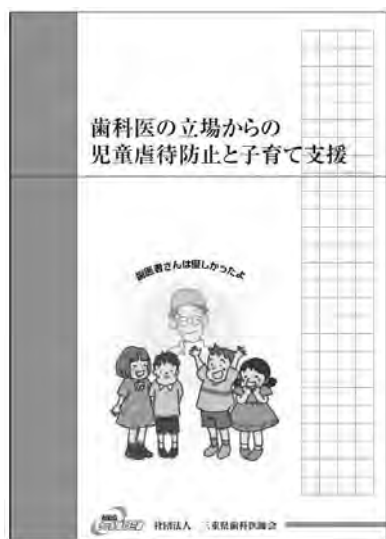 歯科医の立場からの
児童虐待防止と子育て支援
歯医者さんは優しかったよ
社団法人 三重県歯科医師会